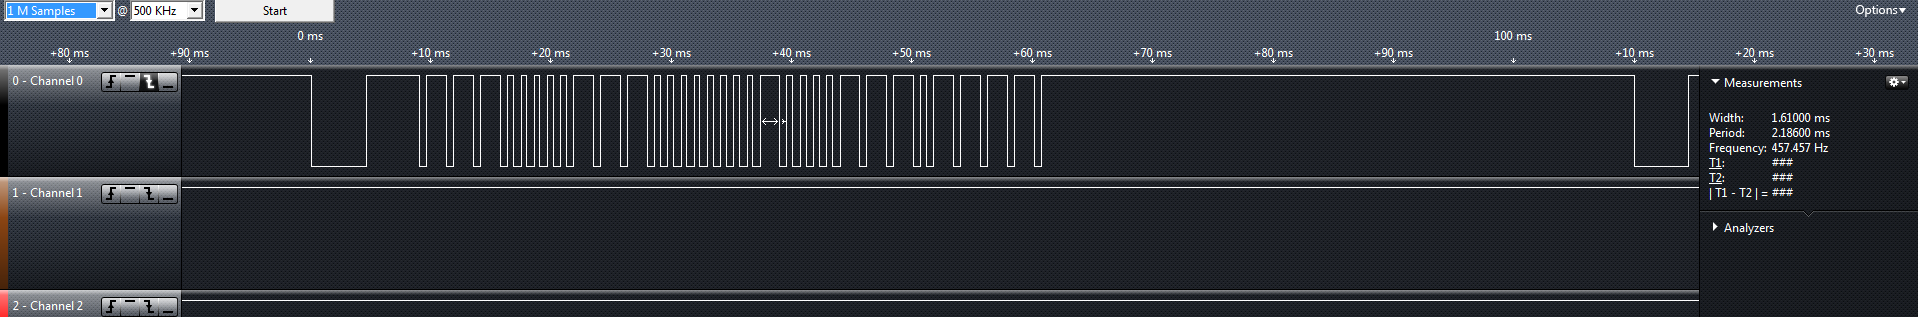 1 M Samples @ 500 KHz Start Options
0 ms 100 ms
+80 ms +90 ms +10 ms +20 ms +30 ms +40 ms +50 ms +60 ms +70 ms +80 ms +90 ms +10 ms +20 ms +30 ms
0 - Channel 0
Measurements
Width: 1.61000 ms
Period: 2.18600 ms
Frequency: 457.457 Hz
T1: ###
T2: ###
| T1 - T2 | = ###
1 - Channel 1
Analyzers
2 - Channel 2